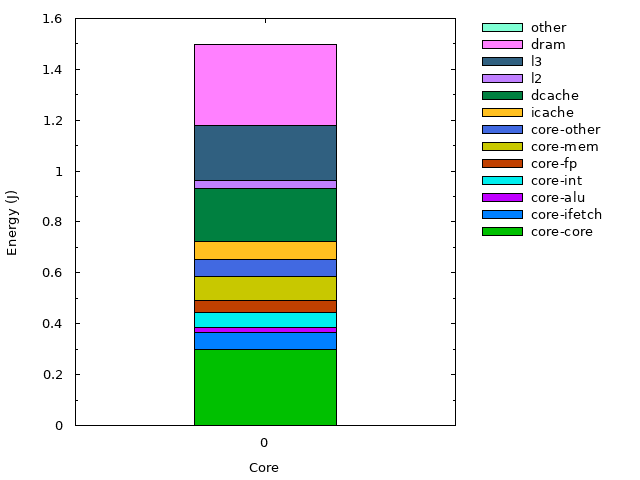 1.6
1.4
1.2
1
0.8
0.6
0.4
0.2
0
Energy (J)
0
Core
other
dram
l3
l2
dcache
icache
core-other
core-mem
core-fp
core-int
core-alu
core-ifetch
core-core